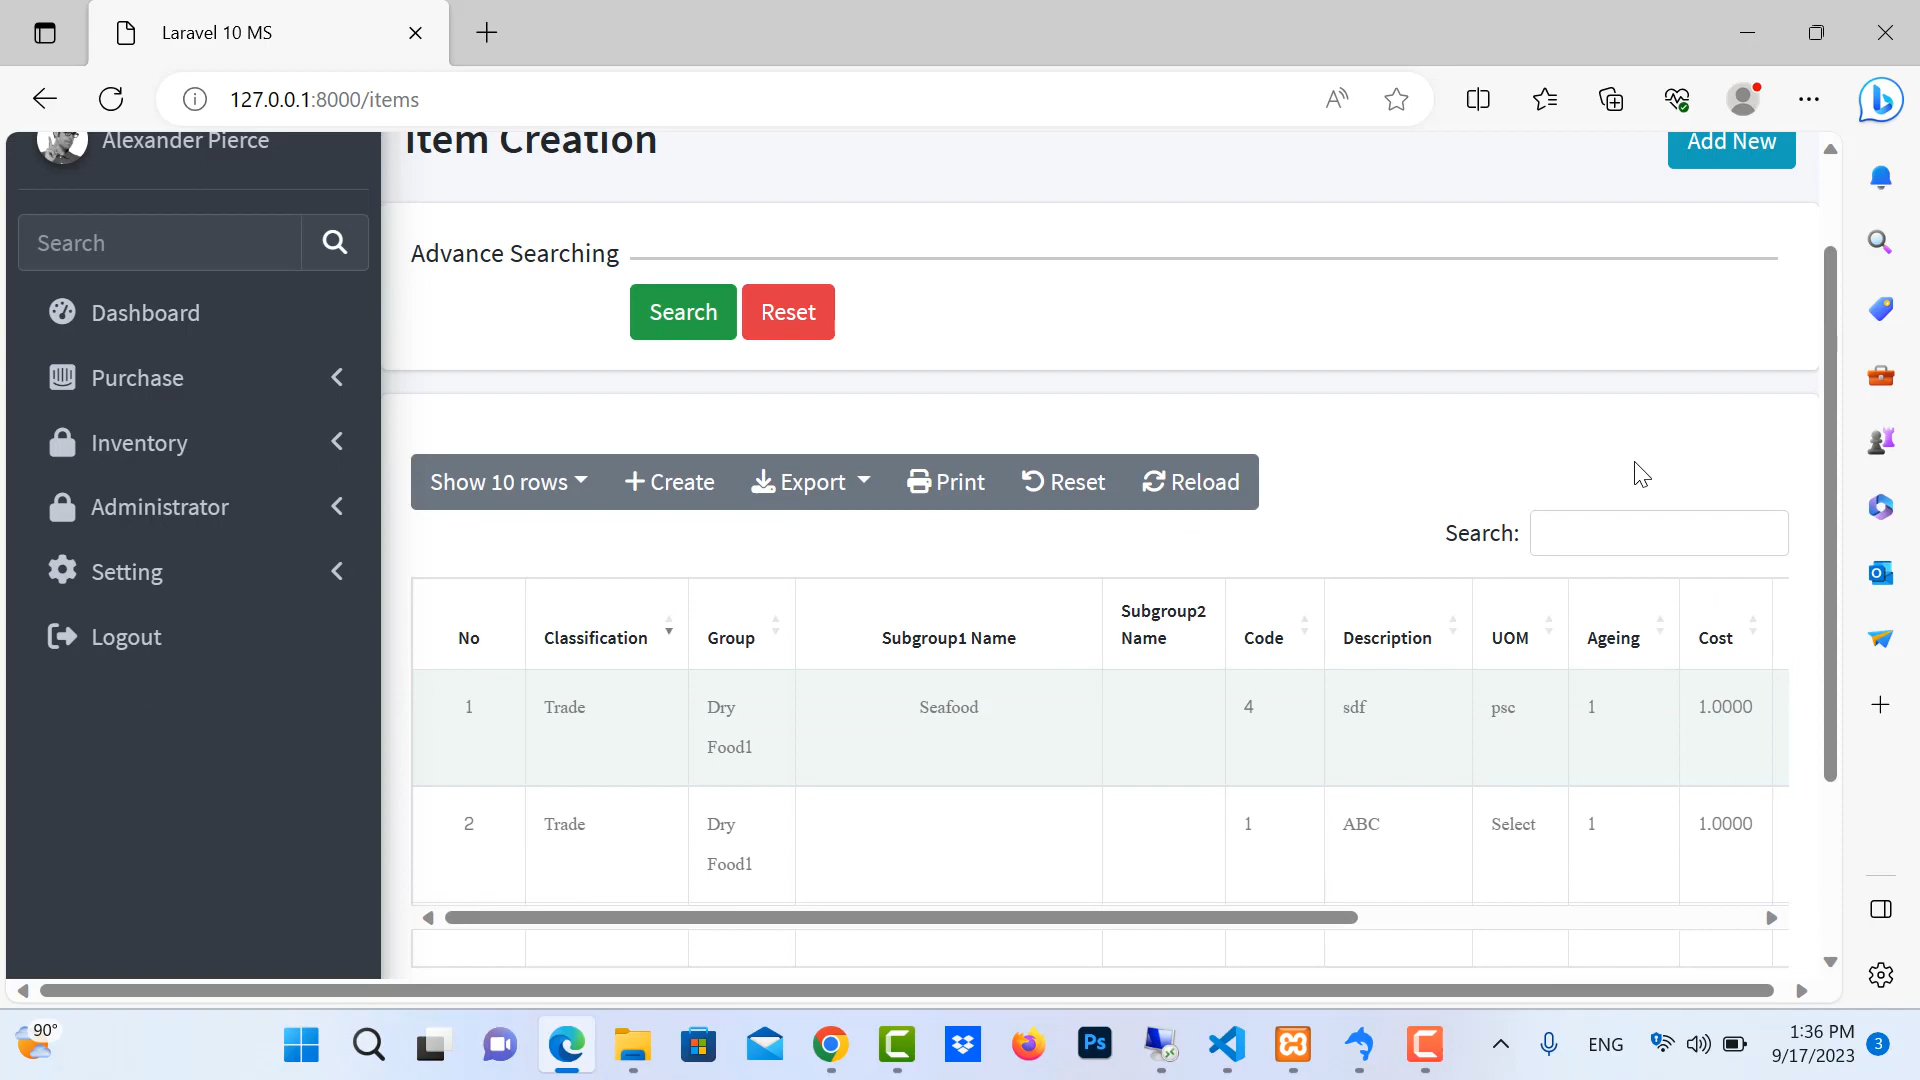 Laravel 10 MS
127.0.0.1:8000/items
Alexander Pierce
Item Creation
Add New
Search
Advance Searching
Search Reset
Dashboard
Purchase
Inventory
Administrator
Setting
Logout
Show 10 rows Create Export Print Reset Reload
Search:
No Classification Group Subgroup1 Name Subgroup2 Name Code Description UOM Ageing Cost
1 Trade Dry Food1 Seafood 4 sdf psc 1 1.0000
2 Trade Dry Food1 1 ABC Select 1 1.0000
90°
Ps
ENG
1:36 PM
9/17/2023
3